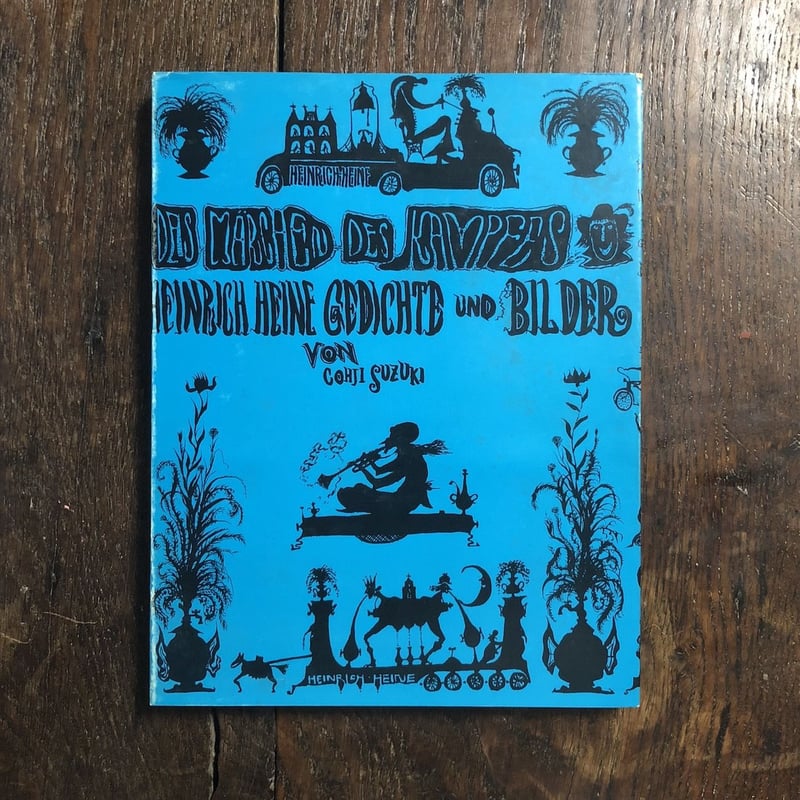 HEINRICH·HEINE
DAS MÄRCHEN DES KAMPFES
HEINRICH HEINE GEDICHTE UND BILDER
VON
COHJI SUZUKI
HEINRICH·HEINE